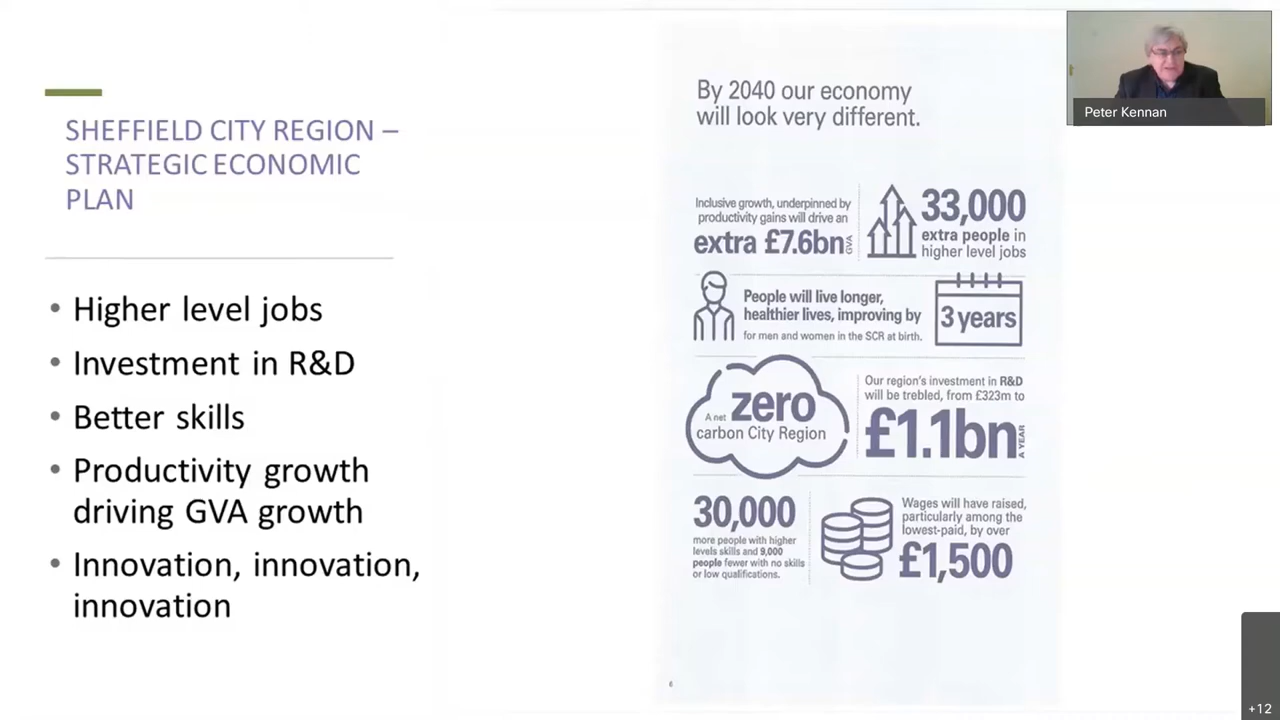 SHEFFIELD CITY REGION –
STRATEGIC ECONOMIC
PLAN
• Higher level jobs
• Investment in R&D
• Better skills
• Productivity growth
driving GVA growth
• Innovation, innovation,
innovation
By 2040 our economy
will look very different.
Inclusive growth, underpinned by
productivity gains will drive an
extra £7.6bn GVA
33,000
extra people in
higher level jobs
People will live longer,
healthier lives, improving by
for men and women in the SCR at birth.
3 years
A net zero
carbon City Region
Our region's investment in R&D
will be trebled, from £323m to
£1.1bn A YEAR
30,000
more people with higher
levels skills and 9,000
people fewer with no skills
or low qualifications.
Wages will have raised,
particularly among the
lowest-paid, by over
£1,500
6
Peter Kennan
+12